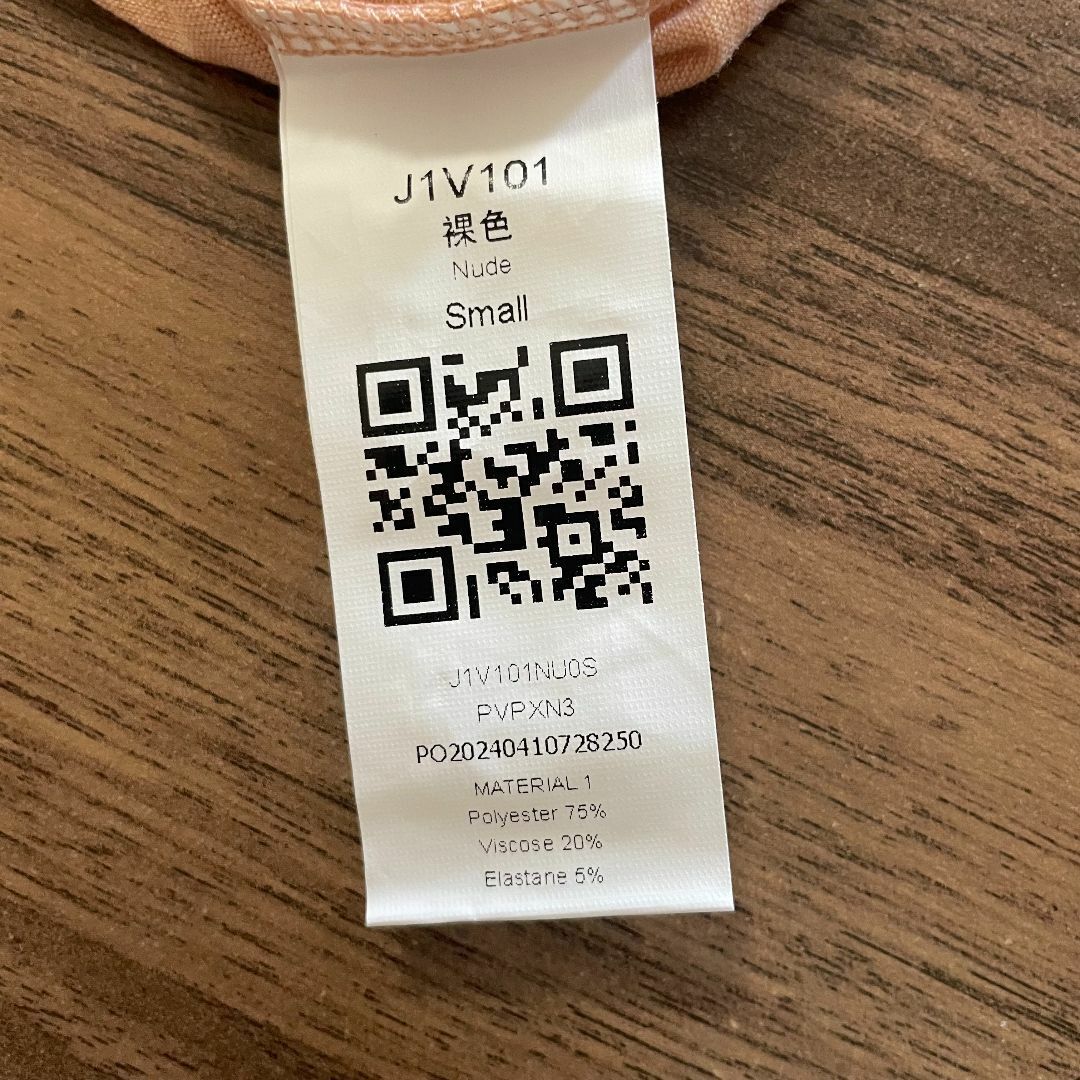 J1V101
裸色
Nude
Small
J1V101NU0S
PVPXN3
PO20240410728250
MATERIAL 1
Polyester 75%
Viscose 20%
Elastane 5%